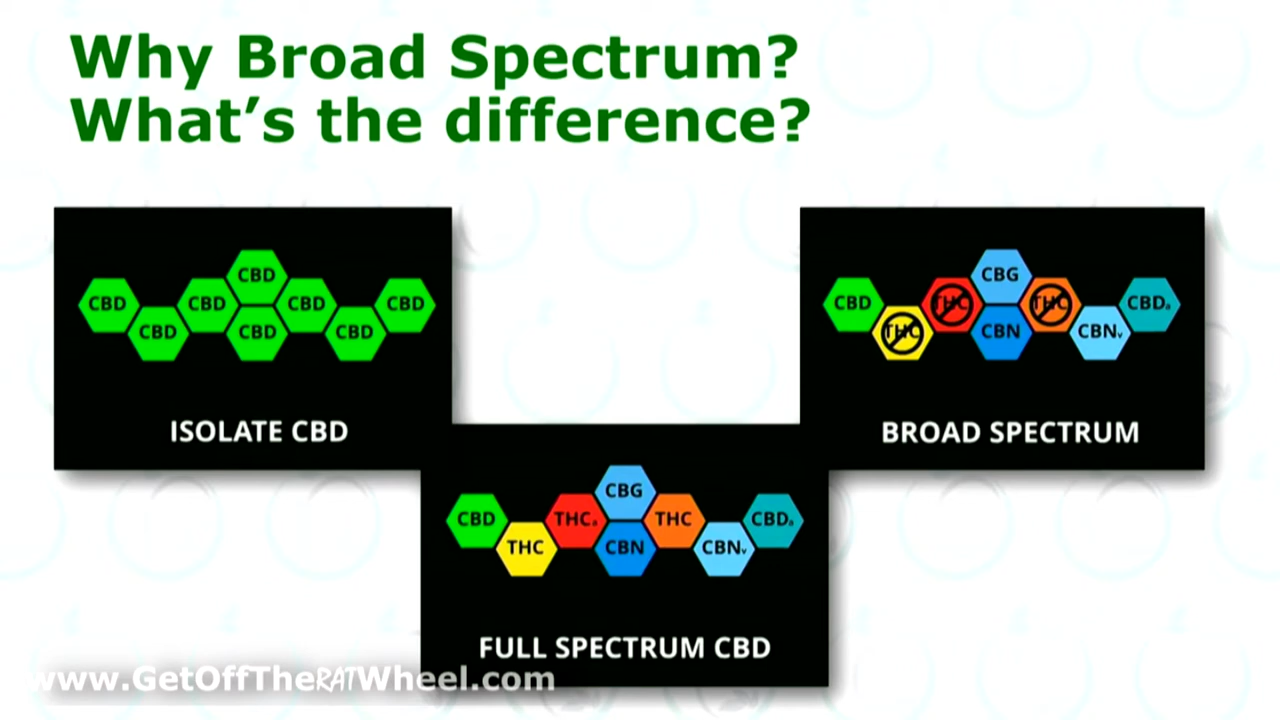 Why Broad Spectrum?
What's the difference?
CBD
CBD CBD CBD CBD
CBD CBD CBD
ISOLATE CBD
CBG
CBD THC THC CBDa
THC CBN CBNv
BROAD SPECTRUM
CBG
CBD THCa THC CBDa
THC CBN CBNv
FULL SPECTRUM CBD
www.GetOffTheRATWheel.com